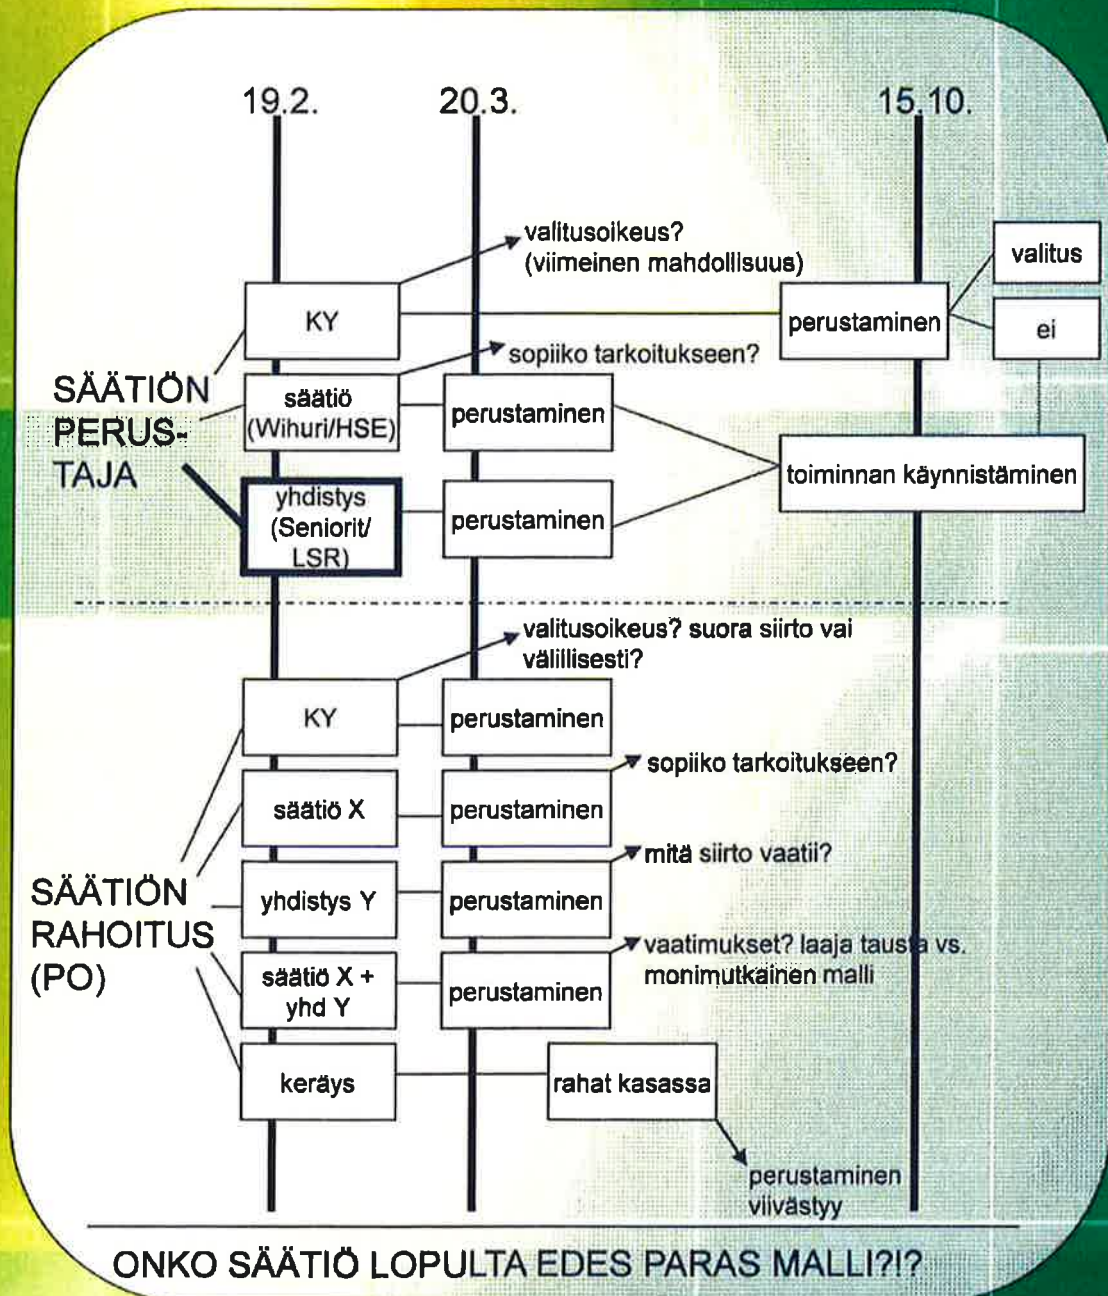 19.2.
20.3.
15.10.
valitusoikeus?
(viimeinen mahdollisuus)
valitus
KY
perustaminen
ei
sopiiko tarkoitukseen?
SÄÄTIÖN
PERUS-
TAJA
säätiö
(Wihuri/HSE)
perustaminen
toiminnan käynnistäminen
yhdistys
(Seniorit/
LSR)
perustaminen
valitusoikeus? suora siirto vai
välillisesti?
KY
perustaminen
sopiiko tarkoitukseen?
säätiö X
perustaminen
mitä siirto vaatii?
SÄÄTIÖN
RAHOITUS
(PO)
yhdistys Y
perustaminen
vaatimukset? laaja tausta vs.
monimutkainen malli
säätiö X +
yhd Y
perustaminen
keräys
rahat kasassa
perustaminen
viivästyy
ONKO SÄÄTIÖ LOPULTA EDES PARAS MALLI?!?